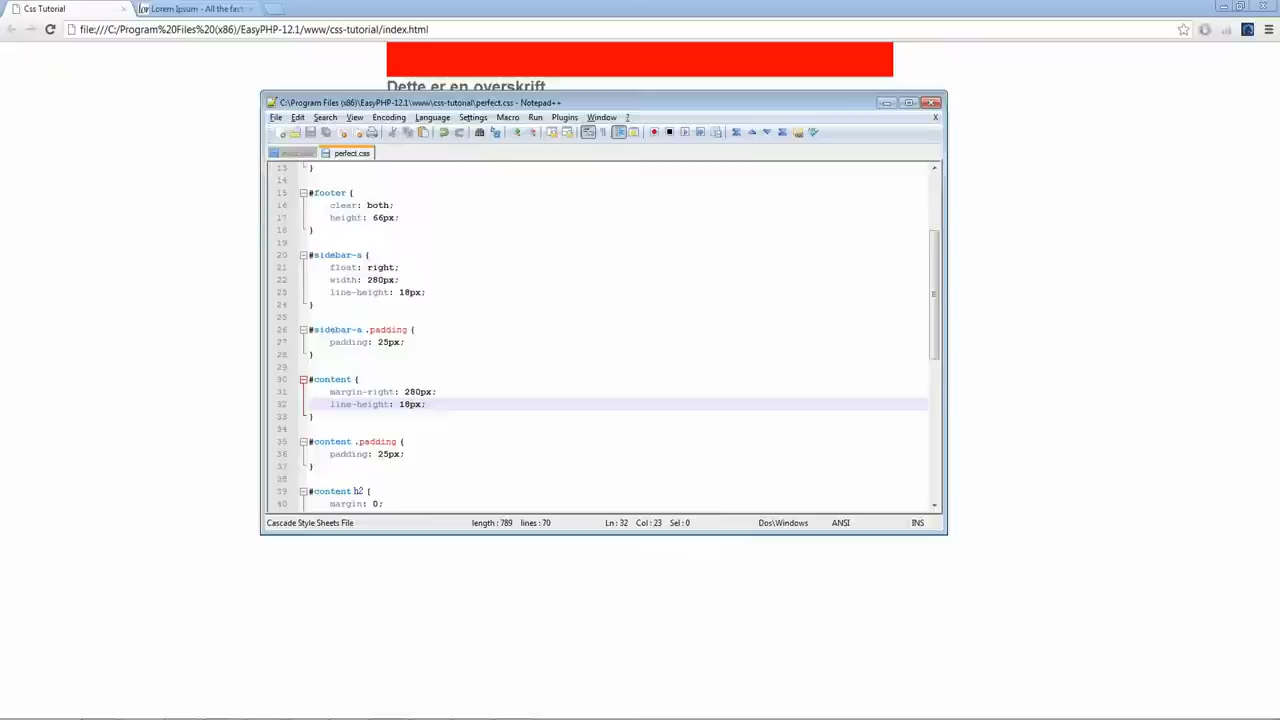 Css Tutorial
Lorem Ipsum - All the fact
file:///C:/Program%20Files%20(x86)/EasyPHP-12.1/www/css-tutorial/index.html
Dette er en overskrift
C:\Program Files (x86)\EasyPHP-12.1\www\css-tutorial\perfect.css - Notepad++
File Edit Search View Encoding Language Settings Macro Run Plugins Window ? X
perfect.css
13 }
14
15 #footer {
16 clear: both;
17 height: 66px;
18 }
19
20 #sidebar-a {
21 float: right;
22 width: 280px;
23 line-height: 18px;
24 }
25
26 #sidebar-a .padding {
27 padding: 25px;
28 }
29
30 #content {
31 margin-right: 280px;
32 line-height: 18px;
33 }
34
35 #content .padding {
36 padding: 25px;
37 }
38
39 #content h2 {
40 margin: 0;
Cascade Style Sheets File length : 789 lines : 70 Ln : 32 Col : 23 Sel : 0 Dos\Windows ANSI INS